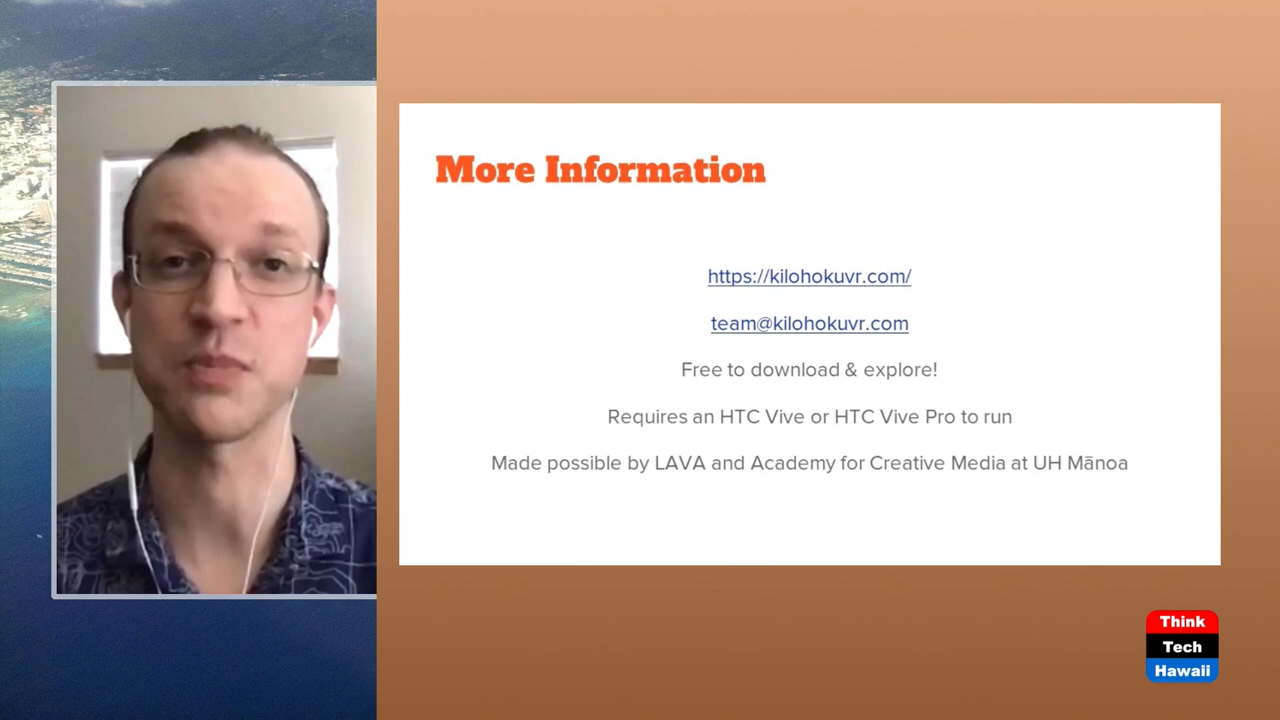 More Information
https://kilohokuvr.com/
team@kilohokuvr.com
Free to download & explore!
Requires an HTC Vive or HTC Vive Pro to run
Made possible by LAVA and Academy for Creative Media at UH Mānoa
Think
Tech
Hawaii